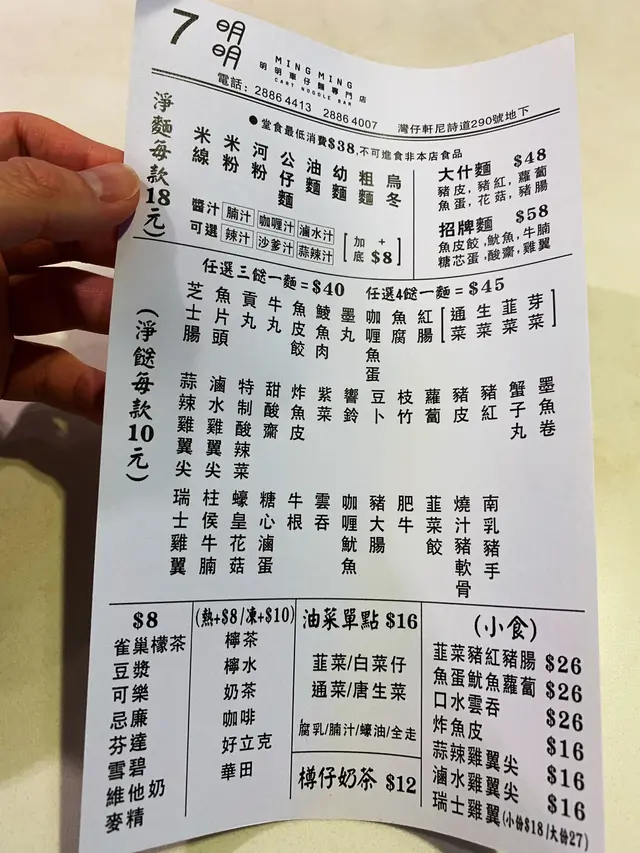 7 明明
MING MING
明明車仔麵專門店
CART NOODLE BAR
電話：2886 4413 2886 4007 灣仔軒尼詩道290號地下
●堂食最低消費$38,不可進食非本店食品
淨麵每款18元
米線
米粉
河粉
公仔麵
油麵
幼麵
粗麵
烏冬
醬汁可選
腩汁 咖喱汁 滷水汁
辣汁 沙爹汁 蒜辣汁
[加底 + $8]
大什麵 $48
豬皮,豬紅,蘿蔔
魚蛋,花菇,豬腸
招牌麵 $58
魚皮餃,魷魚,牛腩
糖芯蛋,酸齋,雞翼
任選三餸一麵=$40 任選4餸一麵=$45
(淨餸每款10元)
芝士腸
魚片頭
貢丸
牛丸
魚皮餃
鯪魚肉
墨丸
咖喱魚蛋
魚腐
紅腸
[通菜
生菜
韮菜
芽菜]
蒜辣雞翼尖
滷水雞翼尖
特制酸辣菜
甜酸齋
炸魚皮
紫菜
響鈴
豆卜
枝竹
蘿蔔
豬皮
豬紅
蟹子丸
墨魚卷
瑞士雞翼
柱侯牛腩
蠔皇花菇
糖心滷蛋
牛根
雲吞
咖喱魷魚
豬大腸
肥牛
韮菜餃
燒汁豬軟骨
南乳豬手
$8
雀巢檬茶
豆漿
可樂
忌廉
芬達
雪碧
維他奶
麥精
(熱+$8/凍+$10)
檸茶
檸水
奶茶
咖啡
好立克
華田
油菜單點 $16
韮菜/白菜仔
通菜/唐生菜
腐乳/腩汁/蠔油/全走
樽仔奶茶 $12
(小食)
韮菜豬紅豬腸 $26
魚蛋魷魚蘿蔔 $26
口水雲吞 $26
炸魚皮 $16
蒜辣雞翼尖 $16
滷水雞翼尖 $16
瑞士雞翼(小份$18/大份27)